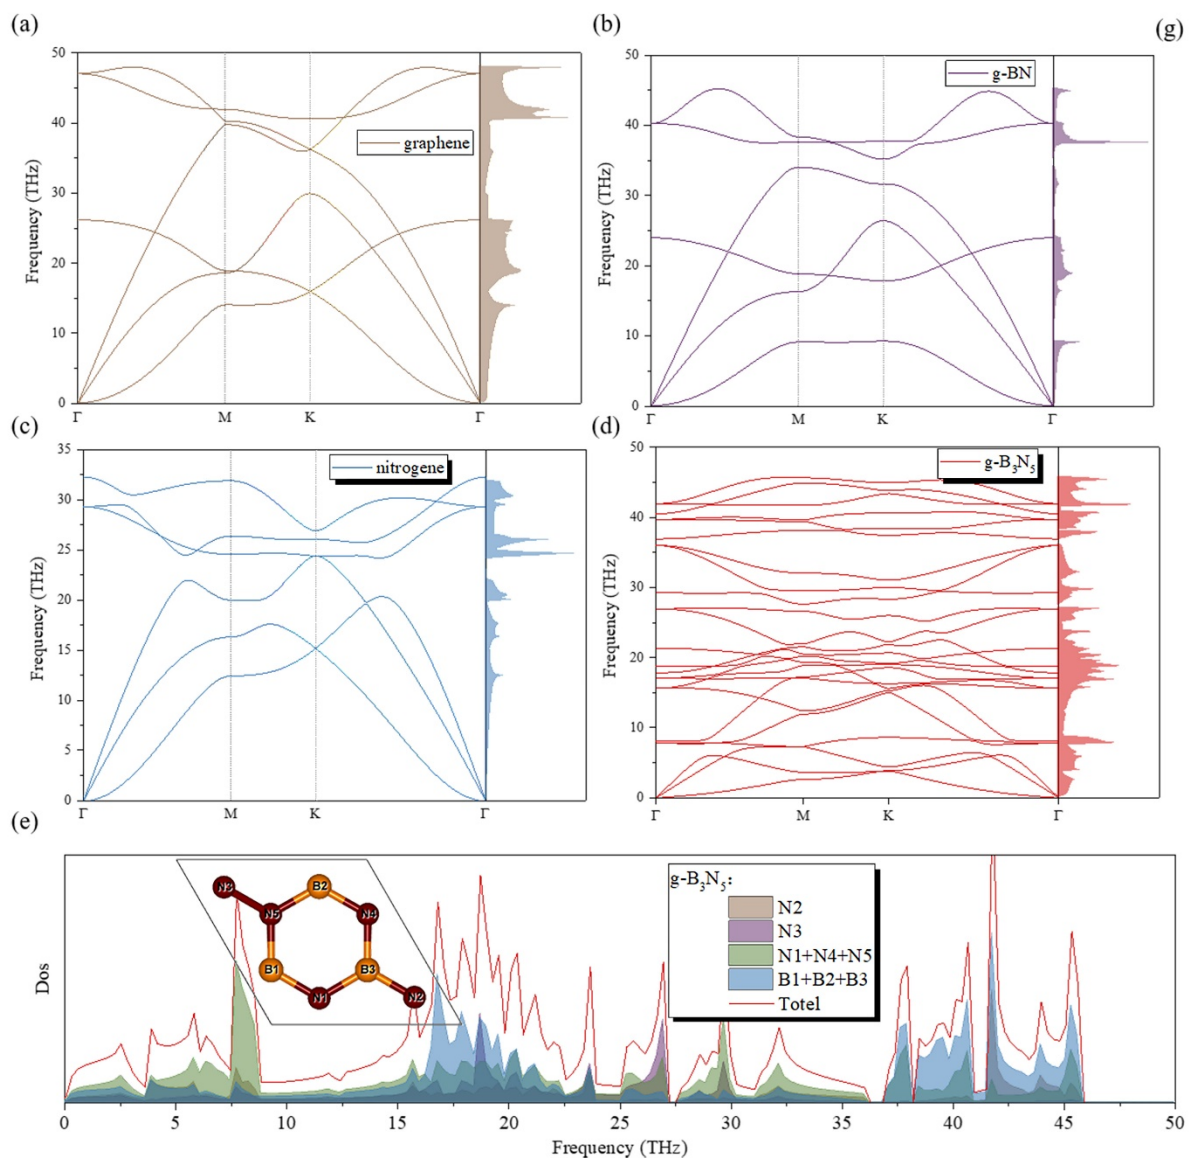 (a)
(b)
(g)
50
40
30
20
10
0
Frequency (THz)
graphene
Γ
M
K
Γ
50
40
30
20
10
0
Frequency (THz)
g-BN
Γ
M
K
Γ
(c)
(d)
35
30
25
20
15
10
5
0
Frequency (THz)
nitrogene
Γ
M
K
Γ
50
40
30
20
10
0
Frequency (THz)
g-B₃N₅
Γ
M
K
Γ
(e)
Dos
N3
B2
N5
N4
B1
B3
N1
N2
g-B₃N₅:
N2
N3
N1+N4+N5
B1+B2+B3
Totel
0
5
10
15
20
25
30
35
40
45
50
Frequency (THz)